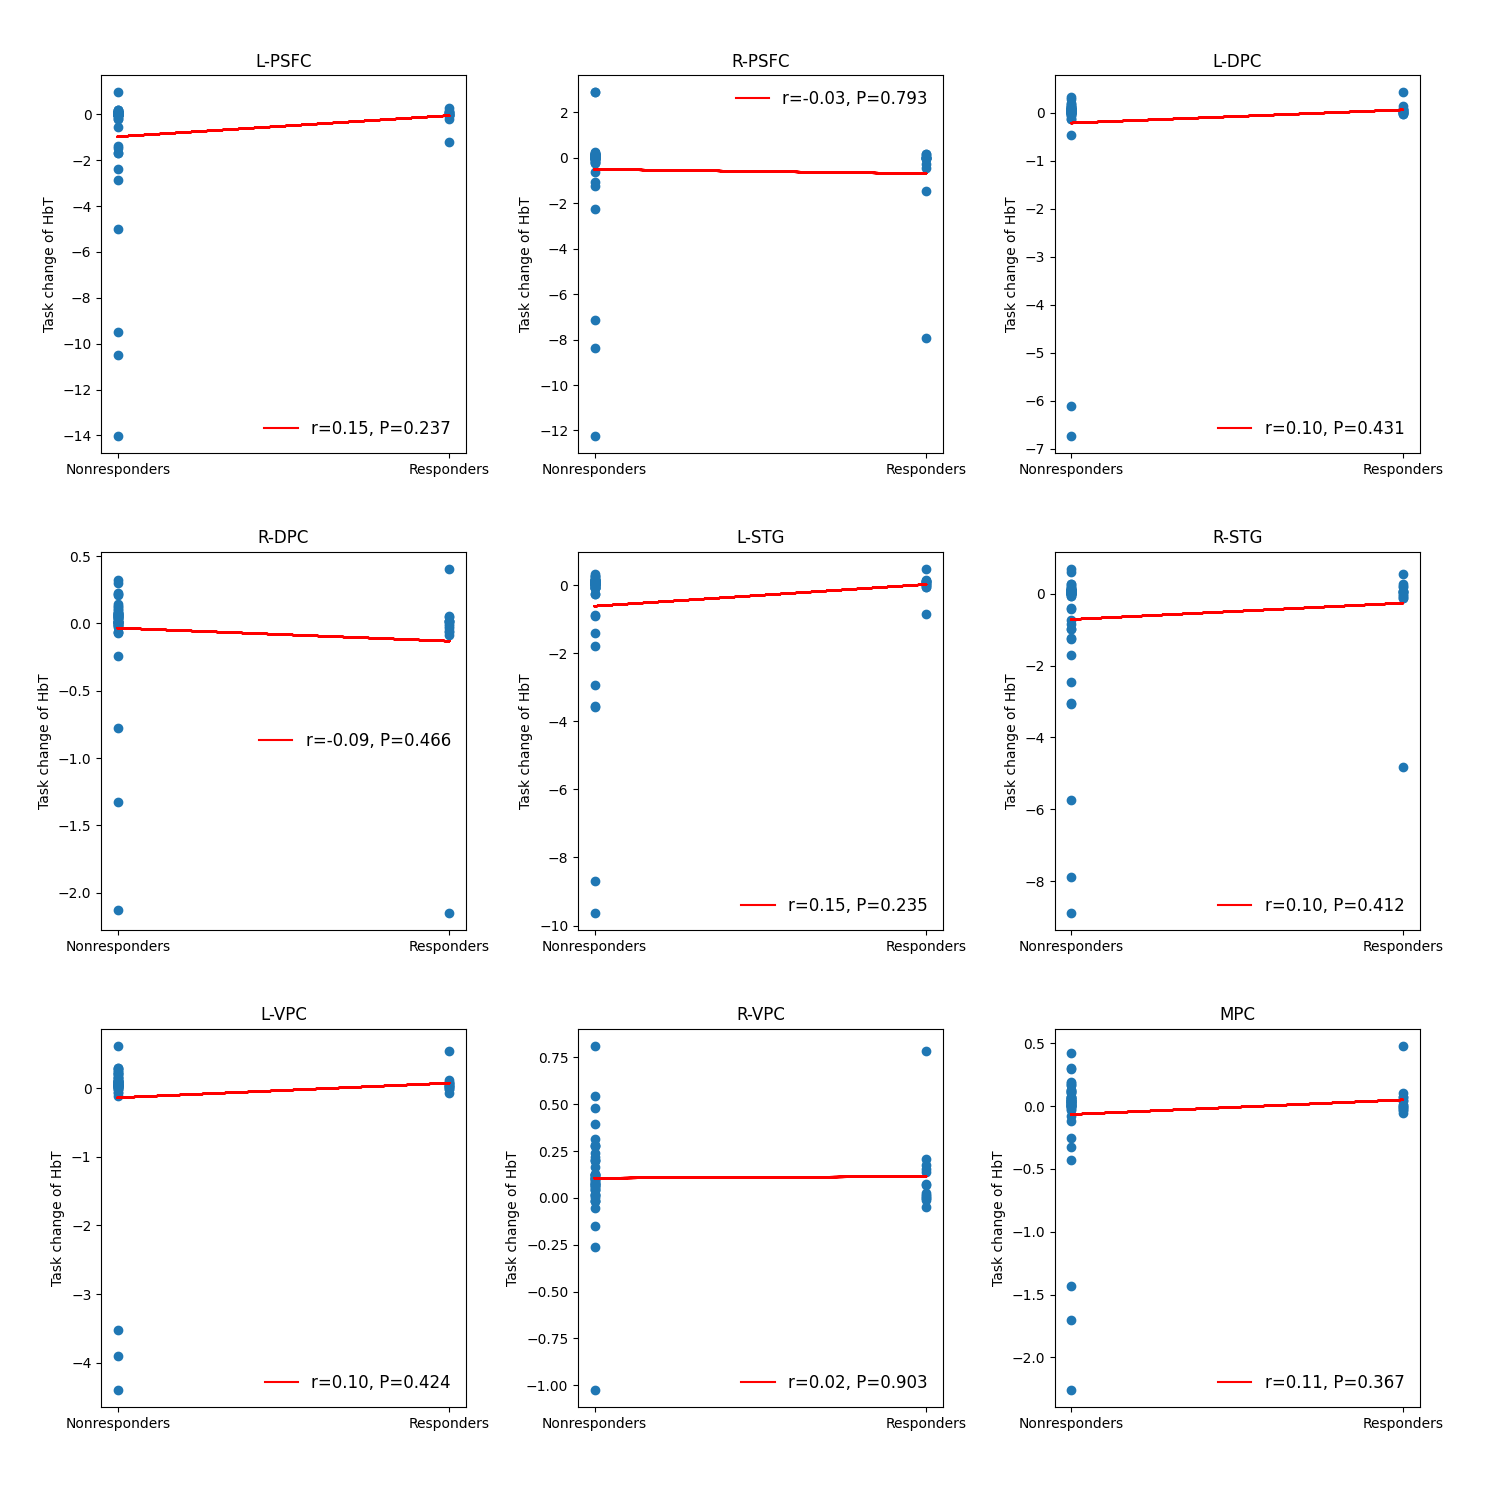 L-PSFC
Task change of HbT
0
−2
−4
−6
−8
−10
−12
−14
r=0.15, P=0.237
Nonresponders Responders
R-PSFC
Task change of HbT
2
0
−2
−4
−6
−8
−10
−12
r=-0.03, P=0.793
Nonresponders Responders
L-DPC
Task change of HbT
0
−1
−2
−3
−4
−5
−6
−7
r=0.10, P=0.431
Nonresponders Responders
R-DPC
Task change of HbT
0.5
0.0
−0.5
−1.0
−1.5
−2.0
r=-0.09, P=0.466
Nonresponders Responders
L-STG
Task change of HbT
0
−2
−4
−6
−8
−10
r=0.15, P=0.235
Nonresponders Responders
R-STG
Task change of HbT
0
−2
−4
−6
−8
r=0.10, P=0.412
Nonresponders Responders
L-VPC
Task change of HbT
0
−1
−2
−3
−4
r=0.10, P=0.424
Nonresponders Responders
R-VPC
Task change of HbT
0.75
0.50
0.25
0.00
−0.25
−0.50
−0.75
−1.00
r=0.02, P=0.903
Nonresponders Responders
MPC
Task change of HbT
0.5
0.0
−0.5
−1.0
−1.5
−2.0
r=0.11, P=0.367
Nonresponders Responders